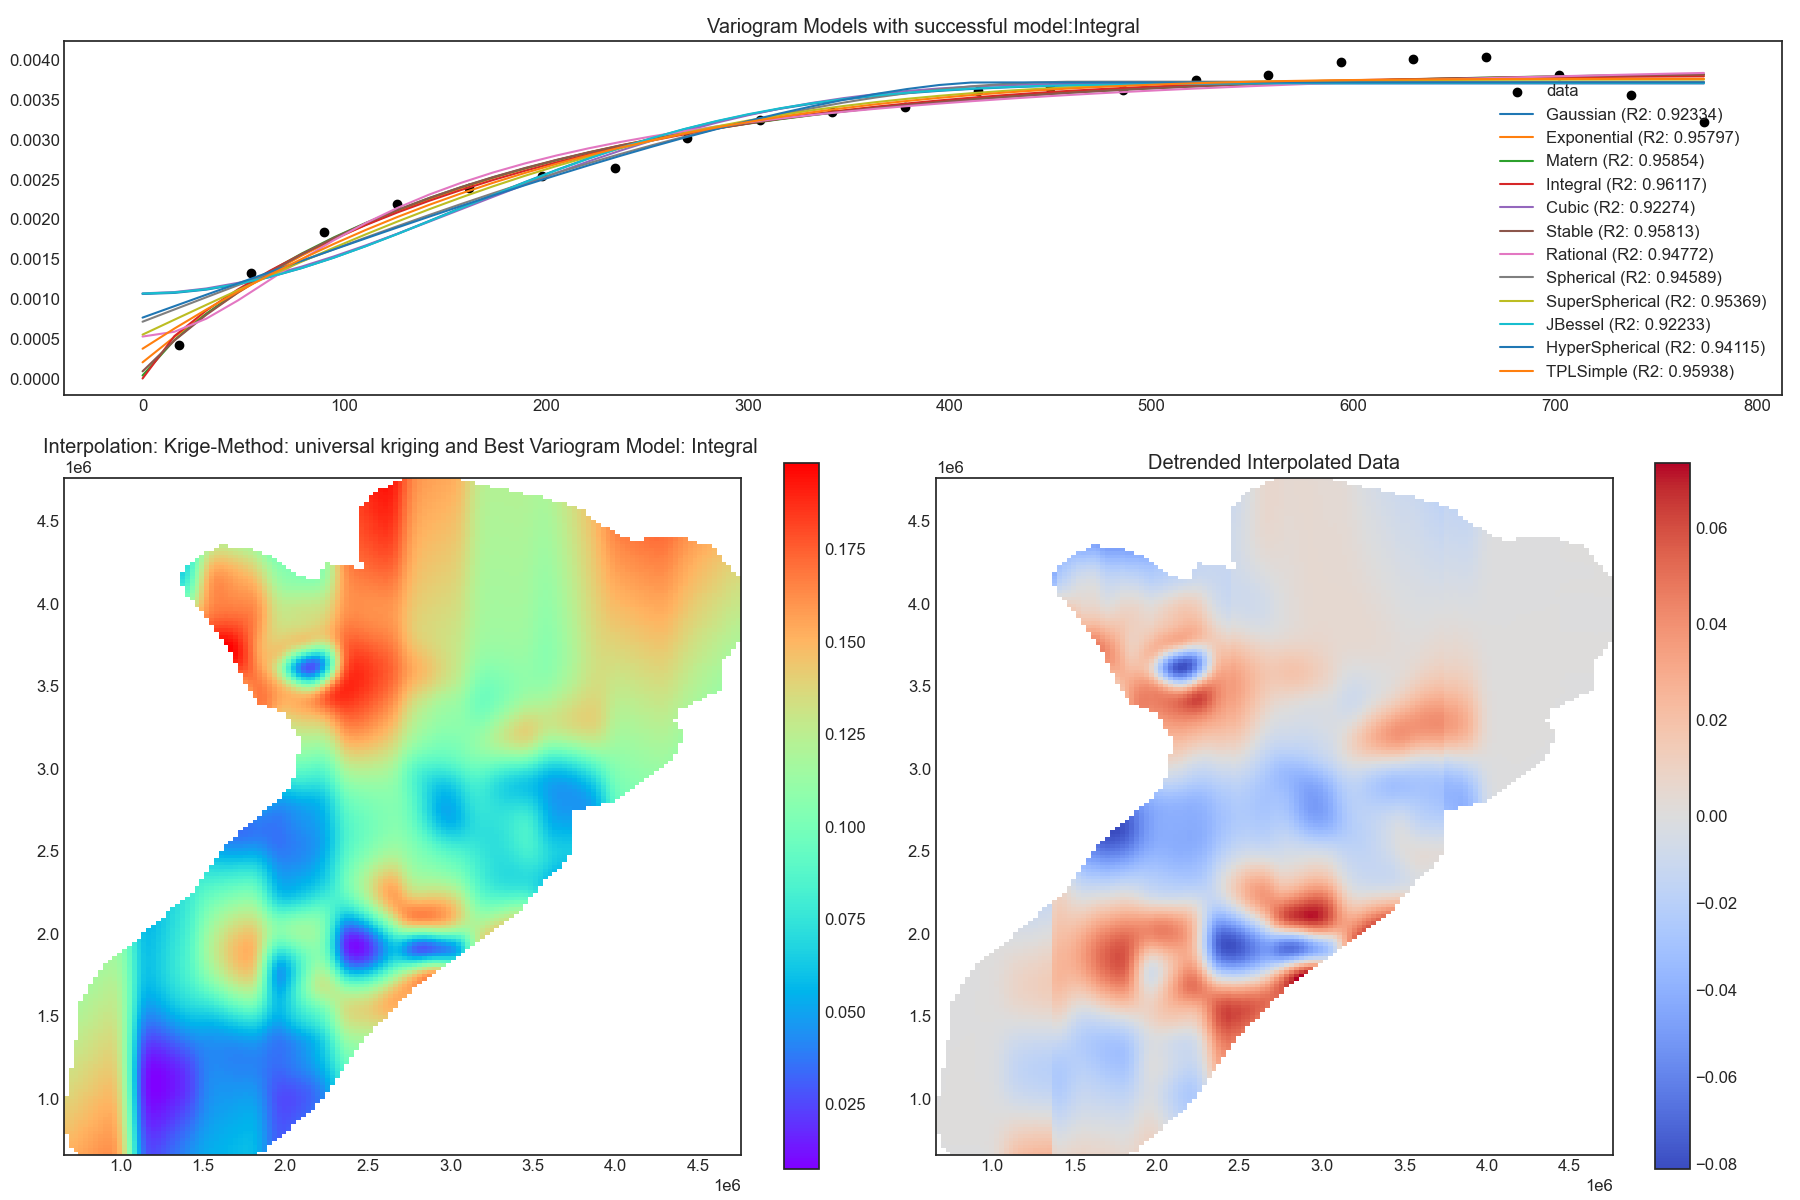 Variogram Models with successful model:Integral
0.0040
0.0035
0.0030
0.0025
0.0020
0.0015
0.0010
0.0005
0.0000
data
Gaussian (R2: 0.92334)
Exponential (R2: 0.95797)
Matern (R2: 0.95854)
Integral (R2: 0.96117)
Cubic (R2: 0.92274)
Stable (R2: 0.95813)
Rational (R2: 0.94772)
Spherical (R2: 0.94589)
SuperSpherical (R2: 0.95369)
JBessel (R2: 0.92233)
HyperSpherical (R2: 0.94115)
TPLSimple (R2: 0.95938)
0 100 200 300 400 500 600 700 800
Interpolation: Krige-Method: universal kriging and Best Variogram Model: Integral
1e6
4.5
4.0
3.5
3.0
2.5
2.0
1.5
1.0
1.0 1.5 2.0 2.5 3.0 3.5 4.0 4.5
1e6
0.175
0.150
0.125
0.100
0.075
0.050
0.025
Detrended Interpolated Data
1e6
4.5
4.0
3.5
3.0
2.5
2.0
1.5
1.0
1.0 1.5 2.0 2.5 3.0 3.5 4.0 4.5
1e6
0.06
0.04
0.02
0.00
−0.02
−0.04
−0.06
−0.08